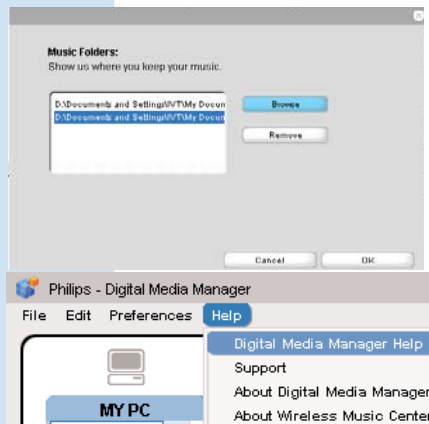 Music Folders:
Show us where you keep your music.
D:\Documents and Settings\IVT\My Docun
Browse
D:\Documents and Settings\IVT\My Docun
Remove
Cancel
OK
Philips - Digital Media Manager
File Edit Preferences Help
Digital Media Manager Help
Support
About Digital Media Manager
MY PC
About Wireless Music Center